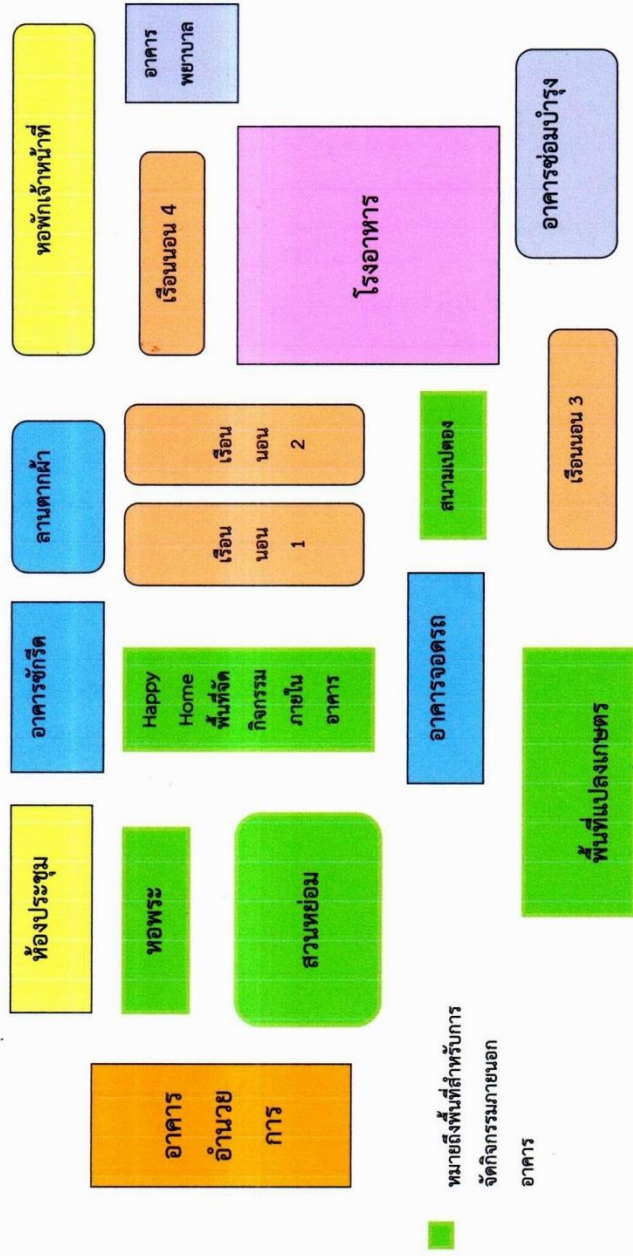 ห้องประชุม
อาคารซักรีด
ลานตากผ้า
หอพักเจ้าหน้าที่
หอพระ
Happy
Home
พื้นที่จัด
กิจกรรม
ภายใน
อาคาร
เรือน
นอน
1
เรือน
นอน
2
เรือนนอน 4
อาคาร
พยาบาล
อาคาร
อำนวย
การ
สวนหย่อม
โรงอาหาร
อาคารจอดรถ
สนามเปตอง
พื้นที่แปลงเกษตร
เรือนนอน 3
อาคารซ่อมบำรุง
หมายถึงพื้นที่สำหรับการ
จัดกิจกรรมภายนอก
อาคาร